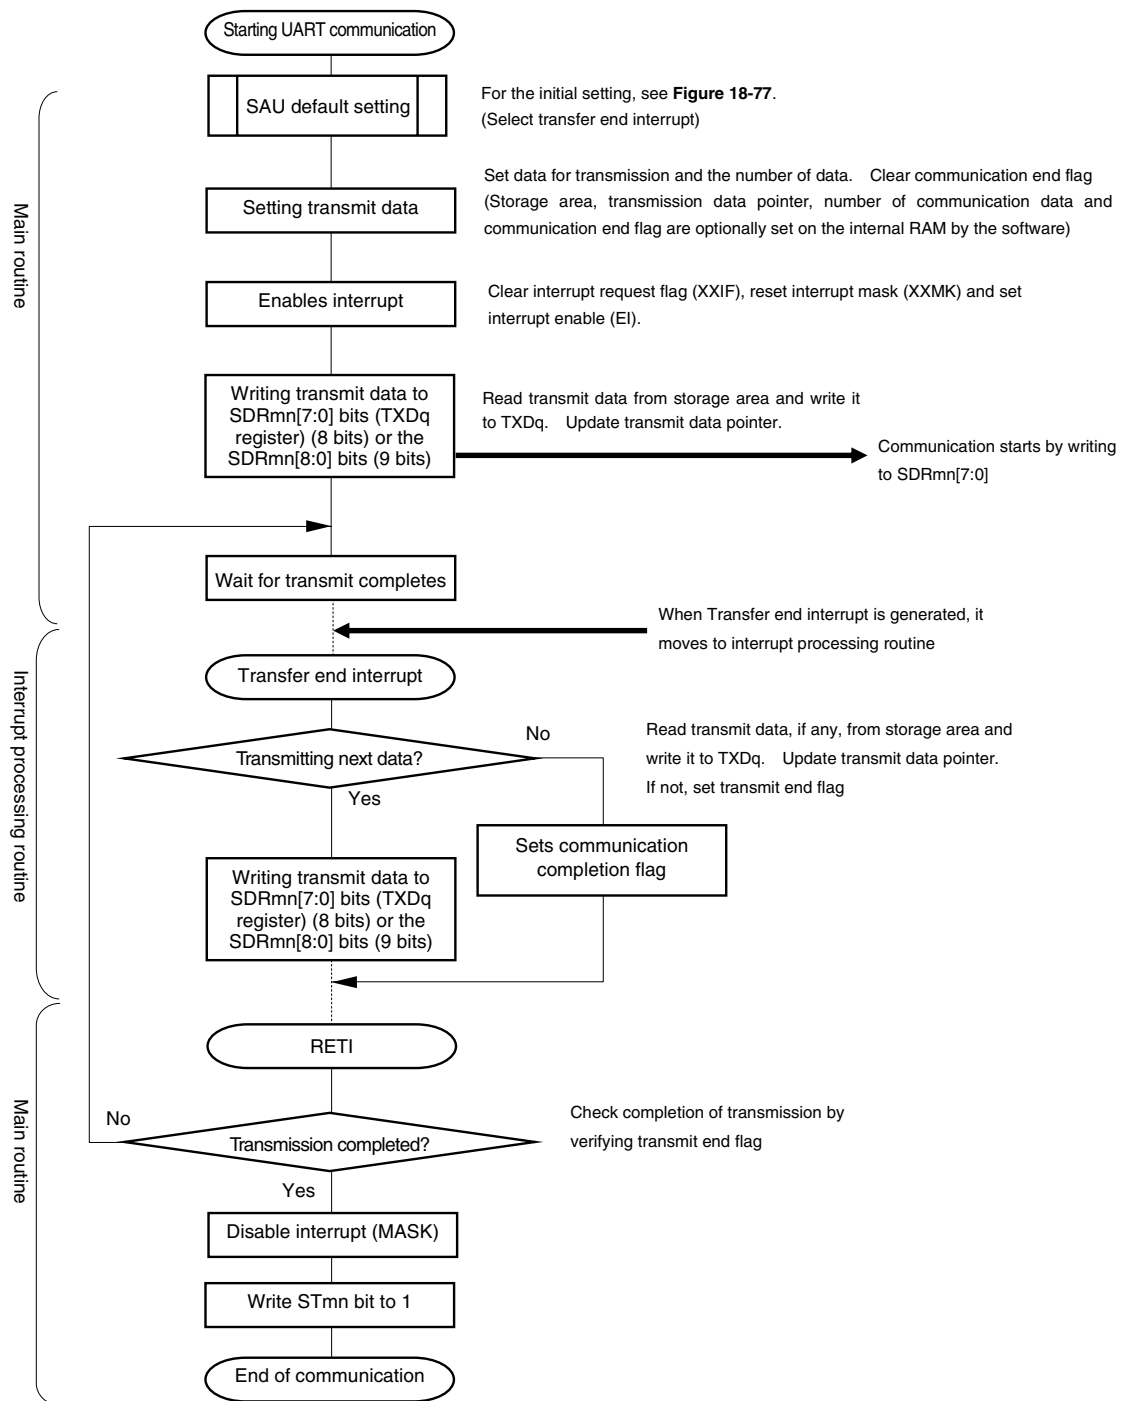 Starting UART communication
SAU default setting
For the initial setting, see Figure 18-77.
(Select transfer end interrupt)
Main routine
Setting transmit data
Set data for transmission and the number of data. Clear communication end flag
(Storage area, transmission data pointer, number of communication data and
communication end flag are optionally set on the internal RAM by the software)
Enables interrupt
Clear interrupt request flag (XXIF), reset interrupt mask (XXMK) and set
interrupt enable (EI).
Writing transmit data to
SDRmn[7:0] bits (TXDq
register) (8 bits) or the
SDRmn[8:0] bits (9 bits)
Read transmit data from storage area and write it
to TXDq. Update transmit data pointer.
Communication starts by writing
to SDRmn[7:0]
Wait for transmit completes
When Transfer end interrupt is generated, it
moves to interrupt processing routine
Interrupt processing routine
Transfer end interrupt
Transmitting next data?
No
Yes
Read transmit data, if any, from storage area and
write it to TXDq. Update transmit data pointer.
If not, set transmit end flag
Sets communication
completion flag
Writing transmit data to
SDRmn[7:0] bits (TXDq
register) (8 bits) or the
SDRmn[8:0] bits (9 bits)
RETI
Main routine
No
Transmission completed?
Check completion of transmission by
verifying transmit end flag
Yes
Disable interrupt (MASK)
Write STmn bit to 1
End of communication